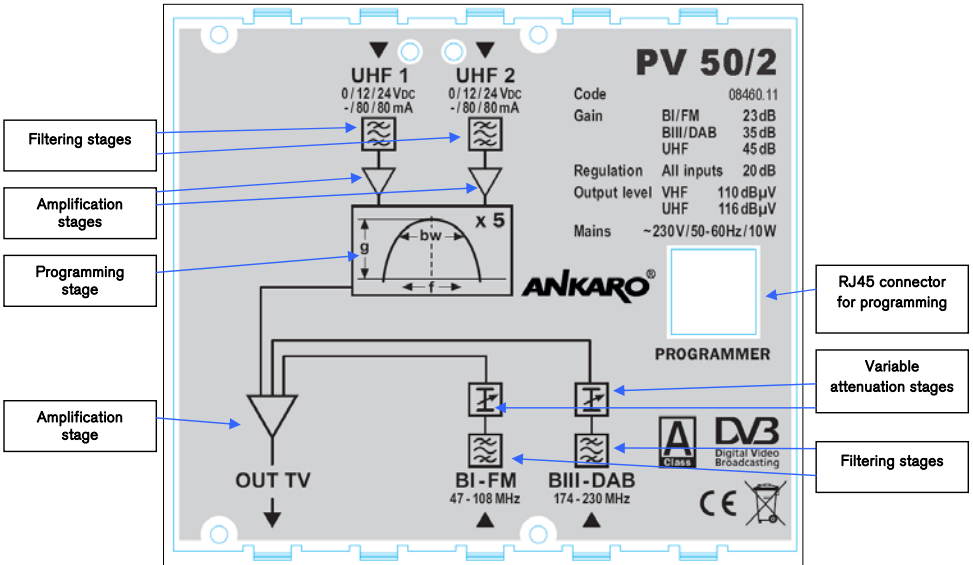 Filtering stages
Amplification
stages
Programming
stage
Amplification
stage
UHF 1
0/12/24 VDC
-/80/80 mA
UHF 2
0/12/24 VDC
-/80/80 mA
x 5
g
bw
f
PV 50/2
Code 08460.11
Gain BI/FM 23 dB
BIII/DAB 35 dB
UHF 45 dB
Regulation All inputs 20 dB
Output level VHF 110 dBµV
UHF 116 dBµV
Mains ~230 V/50-60Hz/10W
ANKARO®
PROGRAMMER
OUT TV
BI-FM
47-108 MHz
BIII-DAB
174-230 MHz
A
Class
DVB
Digital Video
Broadcasting
CE
RJ45 connector
for programming
Variable
attenuation stages
Filtering stages